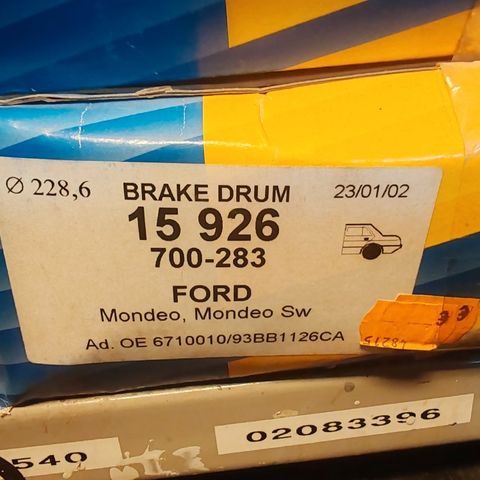 Ø 228,6 BRAKE DRUM 23/01/02
15 926
700-283
FORD
Mondeo, Mondeo Sw
Ad. OE 6710010/93BB1126CA
540
02083396